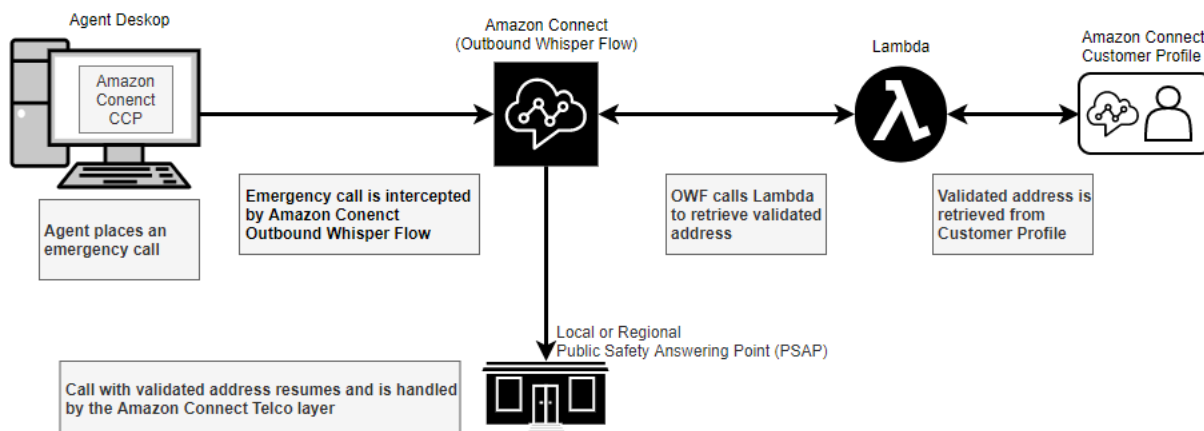 Agent Deskop
Amazon
Conenct
CCP
Agent places an
emergency call
Amazon Connect
(Outbound Whisper Flow)
Emergency call is intercepted
by Amazon Conenct
Outbound Whisper Flow
Lambda
OWF calls Lambda
to retrieve validated
address
Amazon Connect
Customer Profile
Validated address is
retrieved from
Customer Profile
Local or Regional
Public Safety Answering Point (PSAP)
Call with validated address resumes and is handled
by the Amazon Connect Telco layer